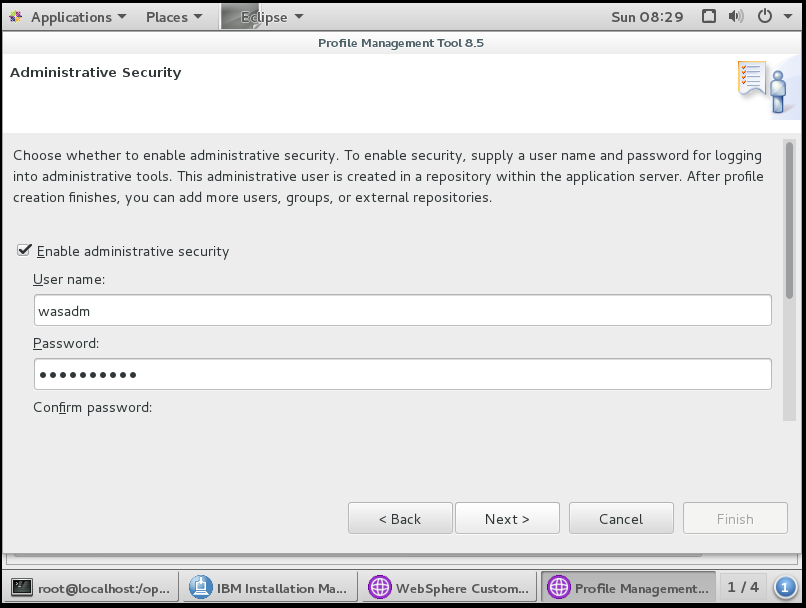 Applications Places Eclipse Sun 08:29
Profile Management Tool 8.5
Administrative Security
Choose whether to enable administrative security. To enable security, supply a user name and password for logging
into administrative tools. This administrative user is created in a repository within the application server. After profile
creation finishes, you can add more users, groups, or external repositories.
Enable administrative security
User name:
wasadm
Password:
••••••••••
Confirm password:
< Back Next > Cancel Finish
root@localhost:/op... IBM Installation Ma... WebSphere Custom... Profile Management... 1 / 4 1